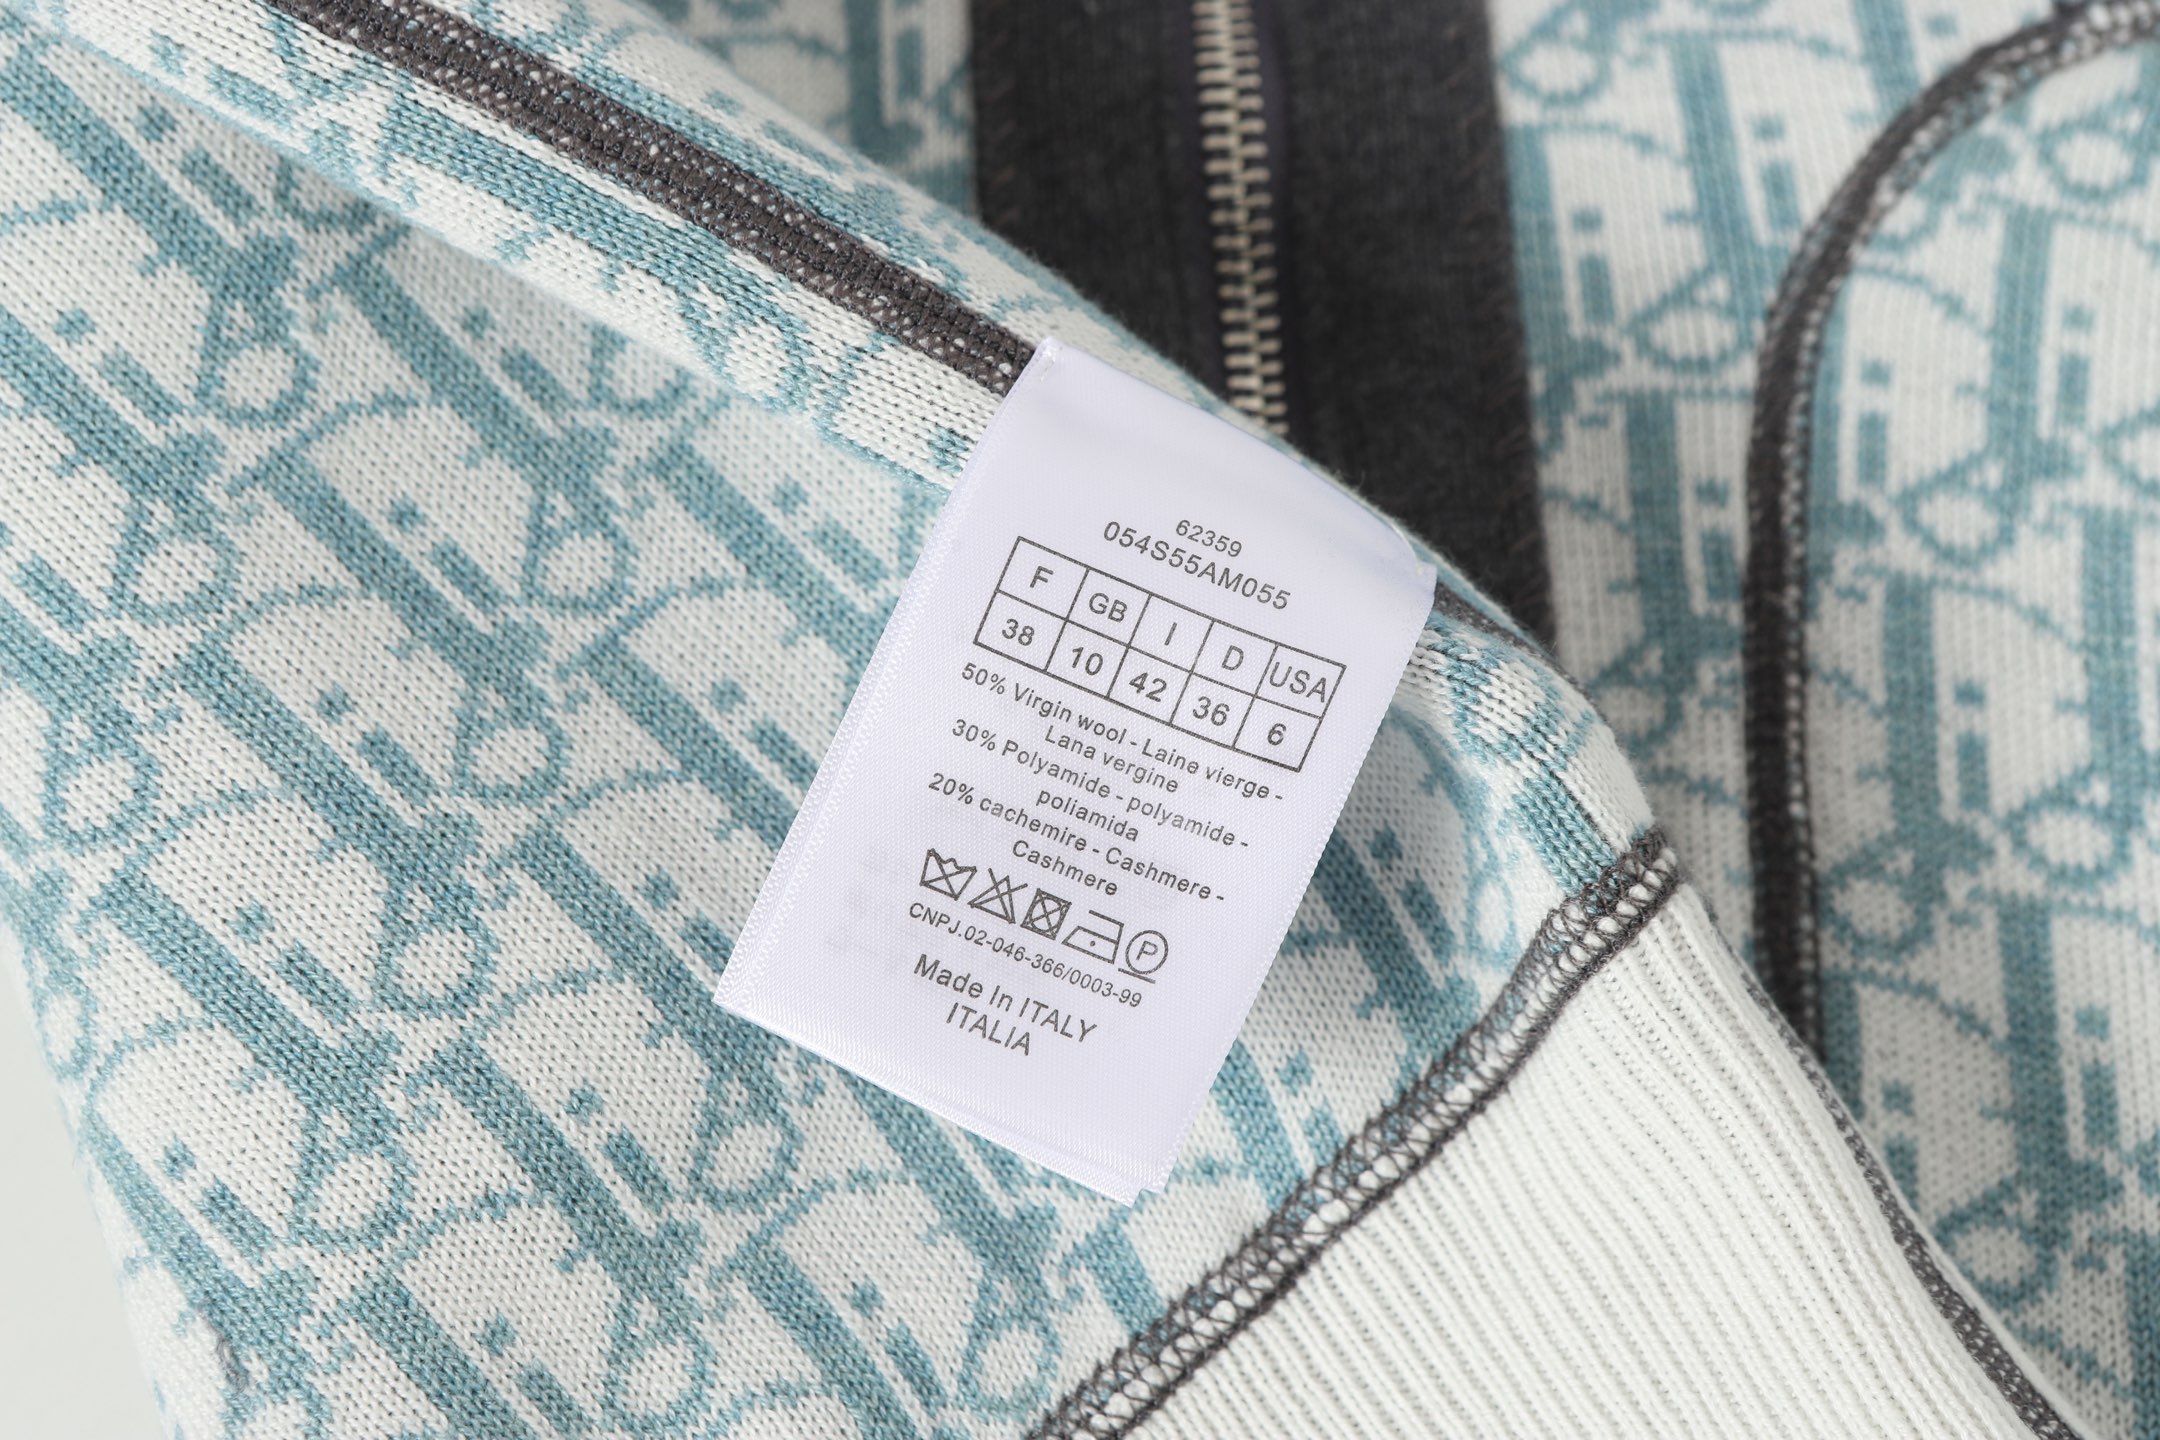 62359
054S55AM055
F GB I D USA
38 10 42 36 6
50% Virgin wool - Laine vierge -
Lana vergine
30% Polyamide - polyamide -
poliamida
20% cachemire - Cashmere -
Cashmere
P
CNPJ.02-046-366/0003-99
Made In ITALY
ITALIA